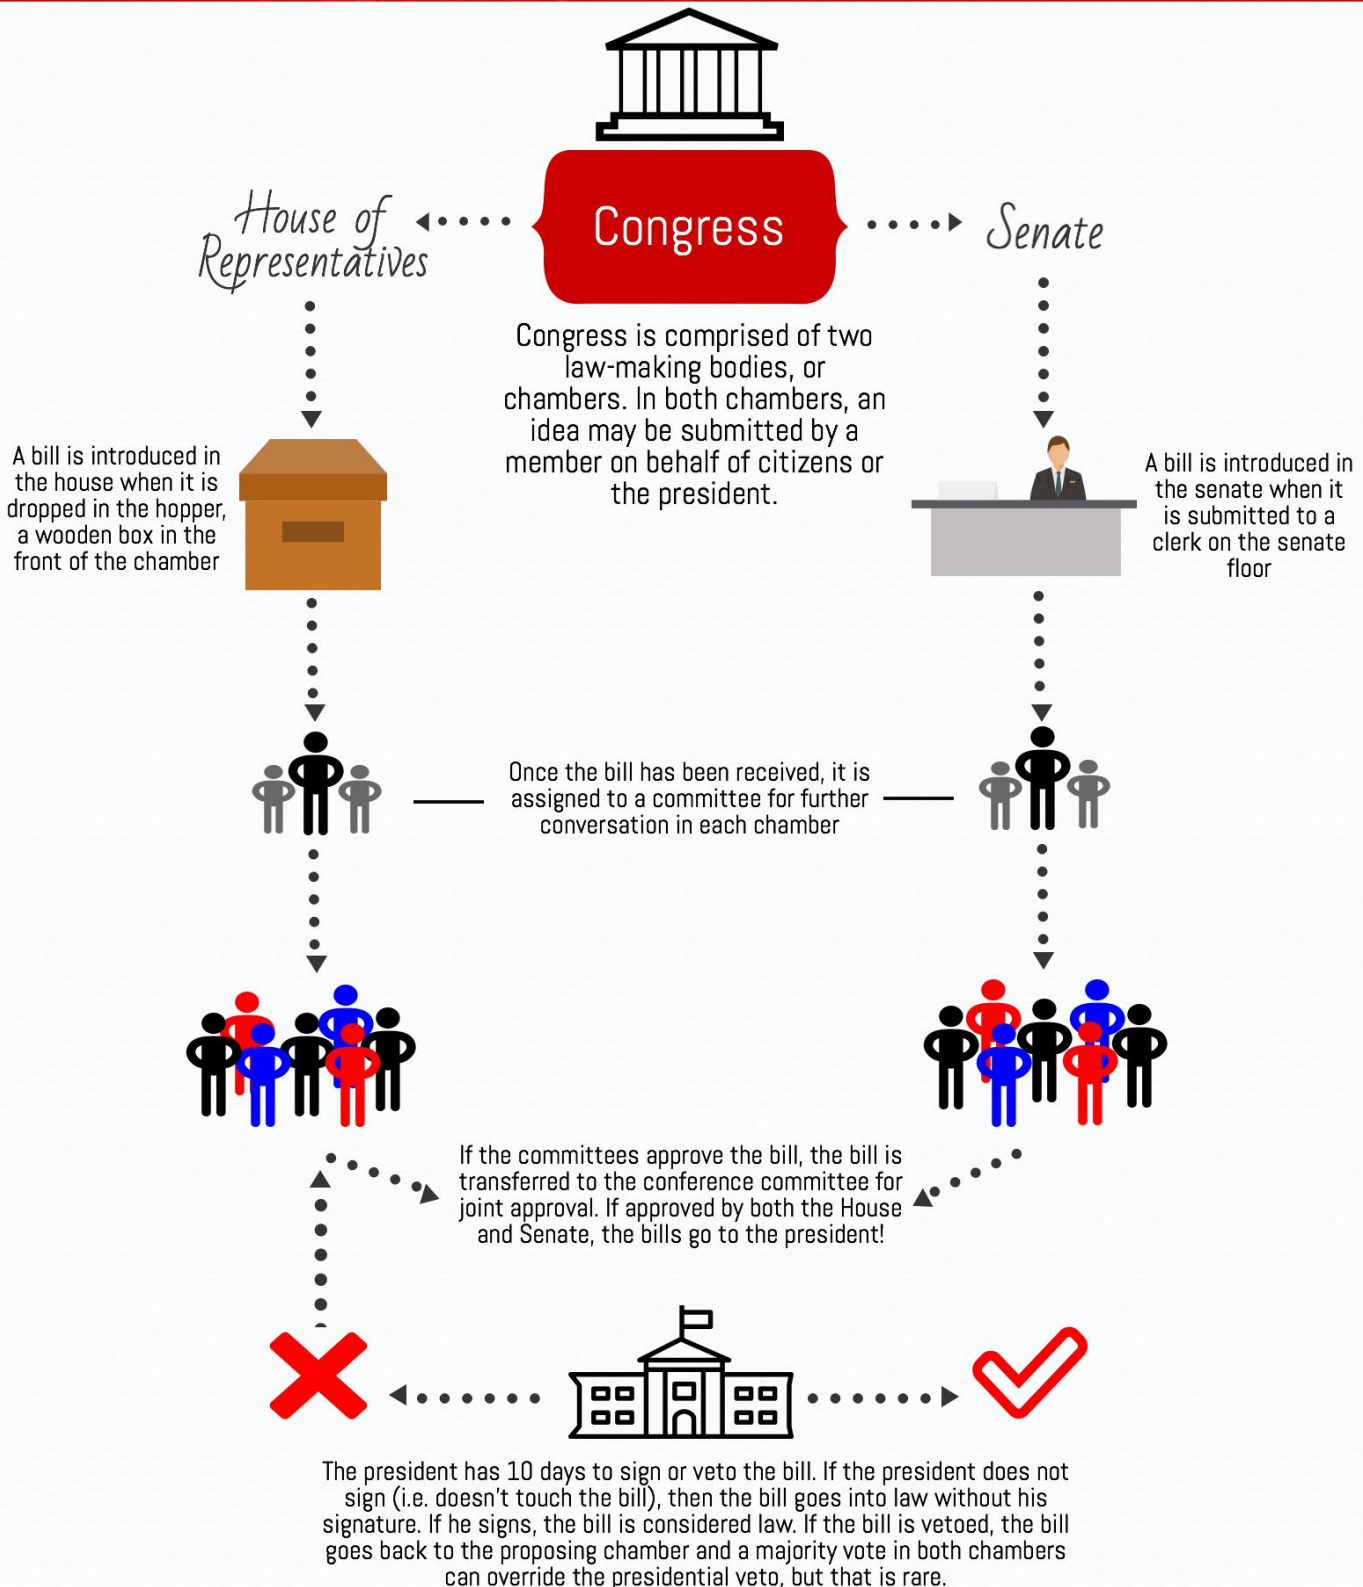 Congress
House of
Representatives
Senate
Congress is comprised of two
law-making bodies, or
chambers. In both chambers, an
idea may be submitted by a
member on behalf of citizens or
the president.
A bill is introduced in
the house when it is
dropped in the hopper,
a wooden box in the
front of the chamber
A bill is introduced in
the senate when it
is submitted to a
clerk on the senate
floor
Once the bill has been received, it is
assigned to a committee for further
conversation in each chamber
If the committees approve the bill, the bill is
transferred to the conference committee for
joint approval. If approved by both the House
and Senate, the bills go to the president!
The president has 10 days to sign or veto the bill. If the president does not
sign (i.e. doesn't touch the bill), then the bill goes into law without his
signature. If he signs, the bill is considered law. If the bill is vetoed, the bill
goes back to the proposing chamber and a majority vote in both chambers
can override the presidential veto, but that is rare.